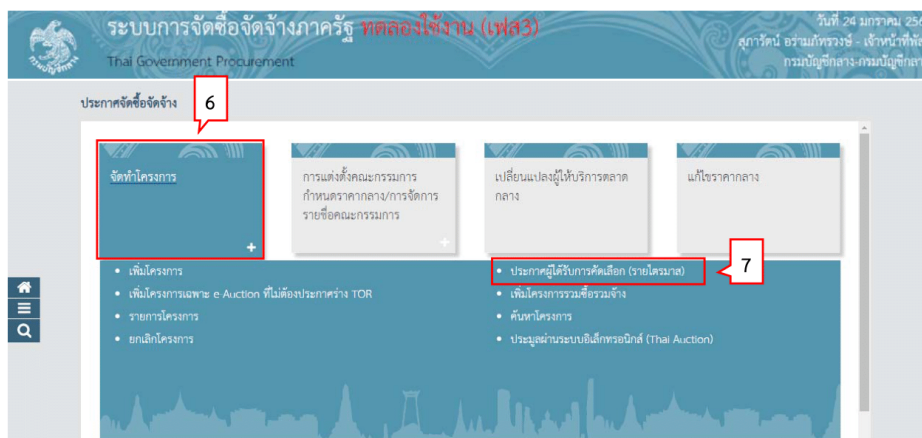 ระบบการจัดซื้อจัดจ้างภาครัฐ ทดลองใช้งาน (เฟส3)
Thai Government Procurement
วันที่ 24 มกราคม 256
สุภารัตน์ อร่ามภัทรวงษ์ - เจ้าหน้าที่พัส
กรมบัญชีกลาง-กรมบัญชีกลา
กรมบัญชีกลาง
ประกาศจัดซื้อจัดจ้าง
6
จัดทำโครงการ
+
การแต่งตั้งคณะกรรมการ
กำหนดราคากลาง/การจัดการ
รายชื่อคณะกรรมการ
+
เปลี่ยนแปลงผู้ให้บริการตลาด
กลาง
แก้ไขราคากลาง
• เพิ่มโครงการ
• เพิ่มโครงการเฉพาะ e-Auction ที่ไม่ต้องประกาศร่าง TOR
• รายการโครงการ
• ยกเลิกโครงการ
• ประกาศผู้ได้รับการคัดเลือก (รายไตรมาส)
7
• เพิ่มโครงการรวมซื้อรวมจ้าง
• ค้นหาโครงการ
• ประมูลผ่านระบบอิเล็กทรอนิกส์ (Thai Auction)